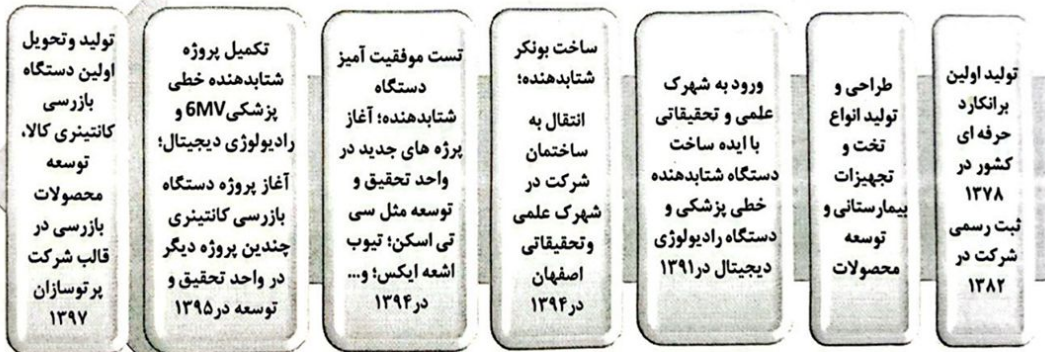 تولید اولین
برانکارد
حرفه ای
کشور در
۱۳۷۸
ثبت رسمی
شرکت در
۱۳۸۲
طراحی و
تولید انواع
تخت و
تجهیزات
بیمارستانی و
توسعه
محصولات
ورود به شهرک
علمی و تحقیقاتی
با ایده ساخت
دستگاه شتابدهنده
خطی پزشکی و
دستگاه رادیولوژی
دیجیتال در۱۳۹۱
ساخت بونکر
شتابدهنده؛
انتقال به
ساختمان
شرکت در
شهرک علمی
وتحقیقاتی
اصفهان
در۱۳۹۴
تست موفقیت آمیز
دستگاه
شتابدهنده؛ آغاز
پرژه های جدید در
واحد تحقیق و
توسعه مثل سی
تی اسکن؛ تیوب
اشعه ایکس؛ و...
در۱۳۹۴
تکمیل پروژه
شتابدهنده خطی
پزشکی6MV و
رادیولوژی دیجیتال؛
آغاز پروژه دستگاه
بازرسی کانتینری
چندین پروژه دیگر
در واحد تحقیق و
توسعه در۱۳۹۵
تولید وتحویل
اولین دستگاه
بازرسی
کانتینری کالا،
توسعه
محصولات
بازرسی در
قالب شرکت
پرتوسازان
۱۳۹۷